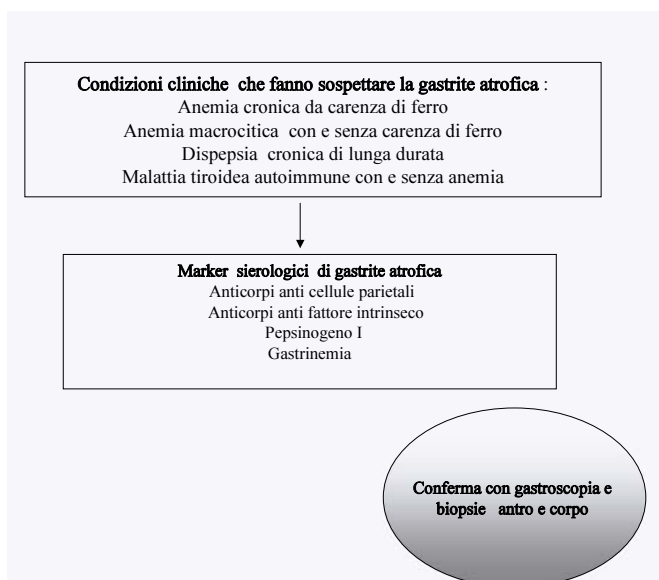 Condizioni cliniche che fanno sospettare la gastrite atrofica :
Anemia cronica da carenza di ferro
Anemia macrocitica con e senza carenza di ferro
Dispepsia cronica di lunga durata
Malattia tiroidea autoimmune con e senza anemia
Marker sierologici di gastrite atrofica
Anticorpi anti cellule parietali
Anticorpi anti fattore intrinseco
Pepsinogeno I
Gastrinemia
Conferma con gastroscopia e
biopsie antro e corpo